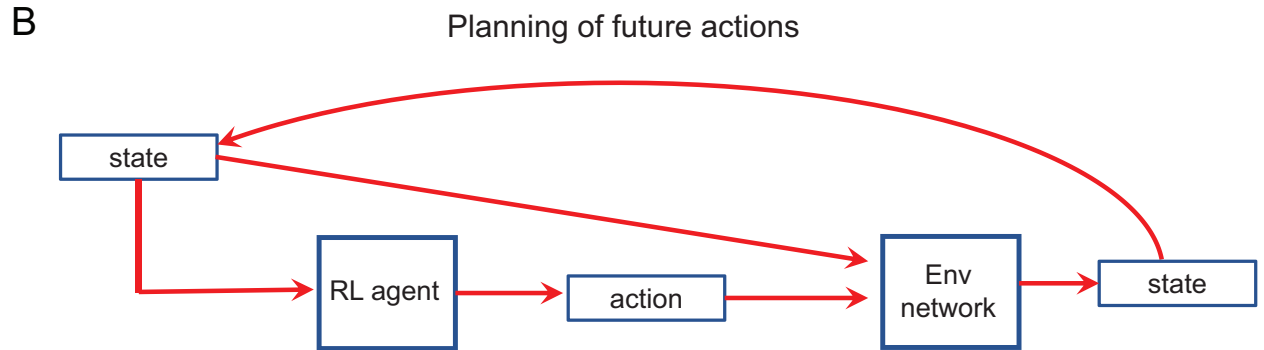 B
Planning of future actions
state
RL agent
action
Env
network
state